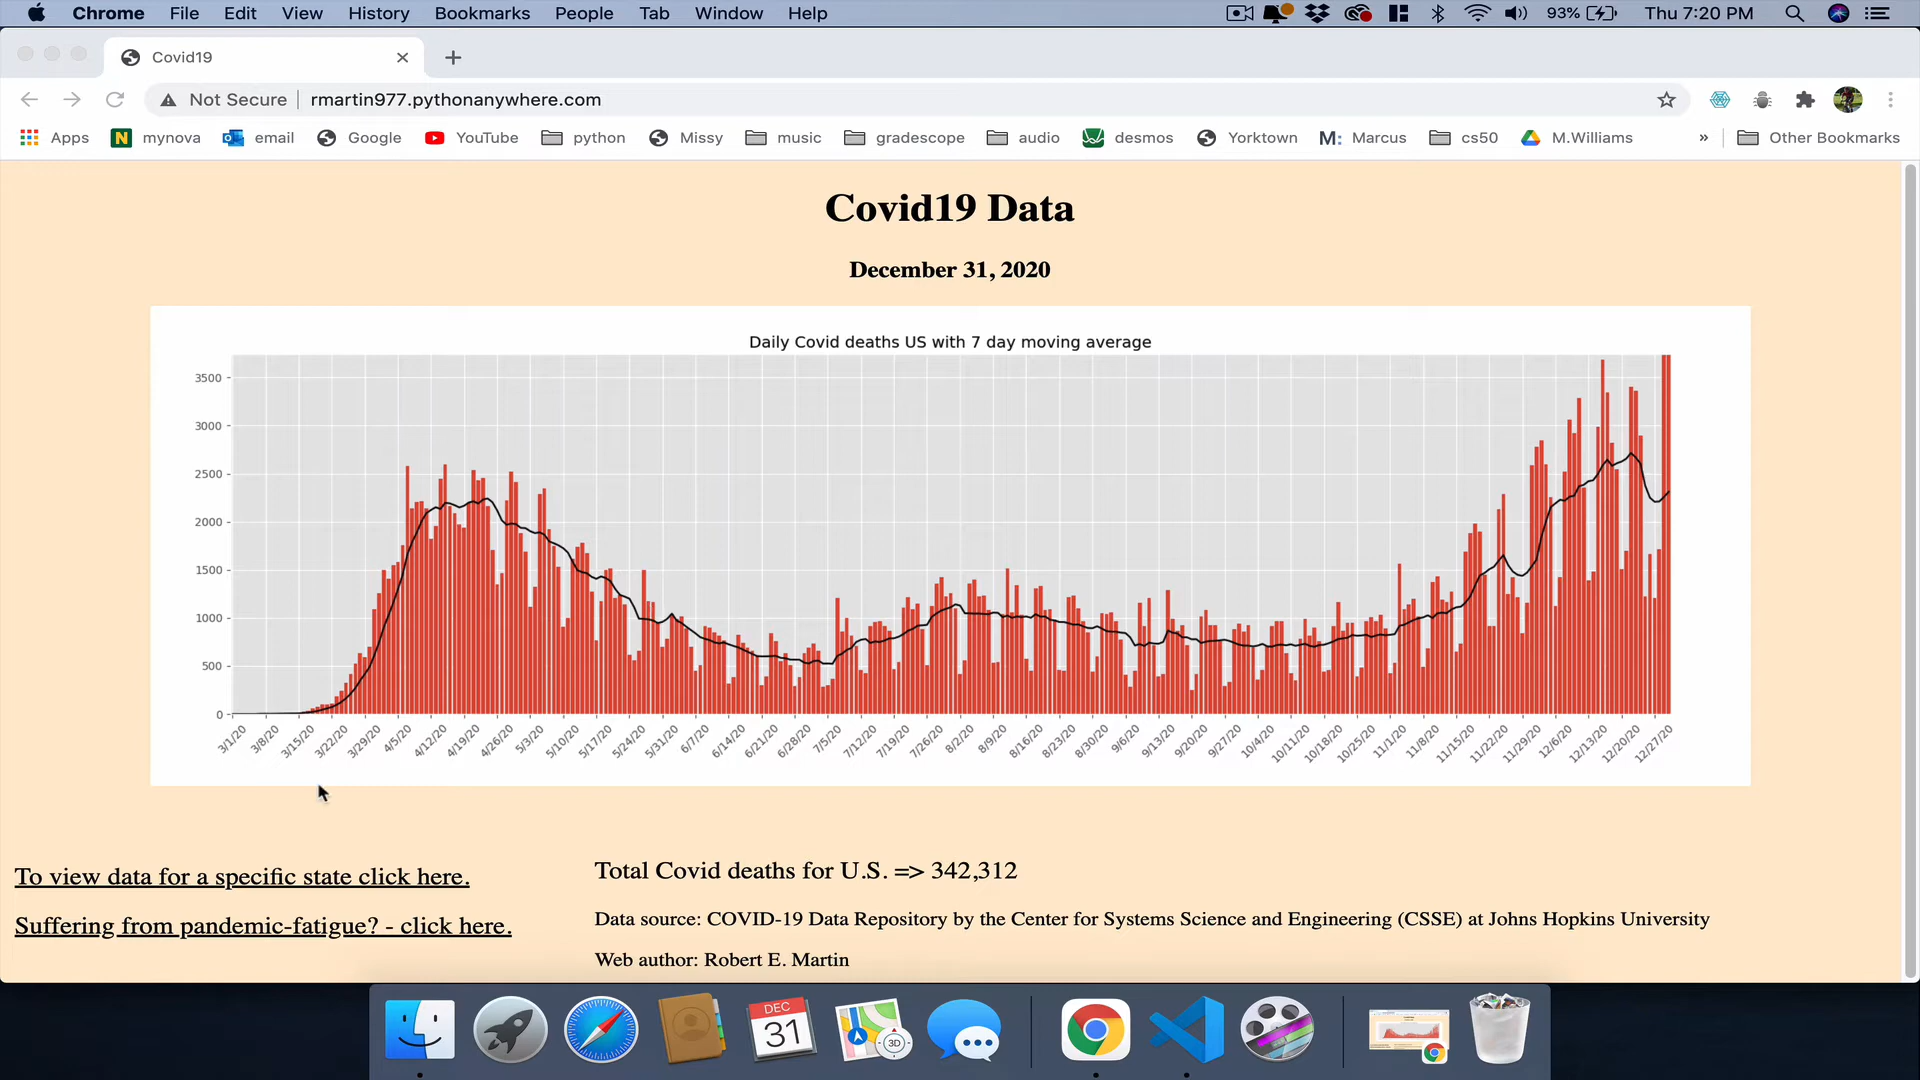 Chrome File Edit View History Bookmarks People Tab Window Help 93% Thu 7:20 PM
Covid19
Not Secure rmartin977.pythonanywhere.com
Apps mynova email Google YouTube python Missy music gradescope audio desmos Yorktown M: Marcus cs50 M.Williams » Other Bookmarks
Covid19 Data
December 31, 2020
Daily Covid deaths US with 7 day moving average
3500
3000
2500
2000
1500
1000
500
0
3/1/20 3/8/20 3/15/20 3/22/20 3/29/20 4/5/20 4/12/20 4/19/20 4/26/20 5/3/20 5/10/20 5/17/20 5/24/20 5/31/20 6/7/20 6/14/20 6/21/20 6/28/20 7/5/20 7/12/20 7/19/20 7/26/20 8/2/20 8/9/20 8/16/20 8/23/20 8/30/20 9/6/20 9/13/20 9/20/20 9/27/20 10/4/20 10/11/20 10/18/20 10/25/20 11/1/20 11/8/20 11/15/20 11/22/20 11/29/20 12/6/20 12/13/20 12/20/20 12/27/20
To view data for a specific state click here.
Suffering from pandemic-fatigue? - click here.
Total Covid deaths for U.S. => 342,312
Data source: COVID-19 Data Repository by the Center for Systems Science and Engineering (CSSE) at Johns Hopkins University
Web author: Robert E. Martin
DEC
31
3D